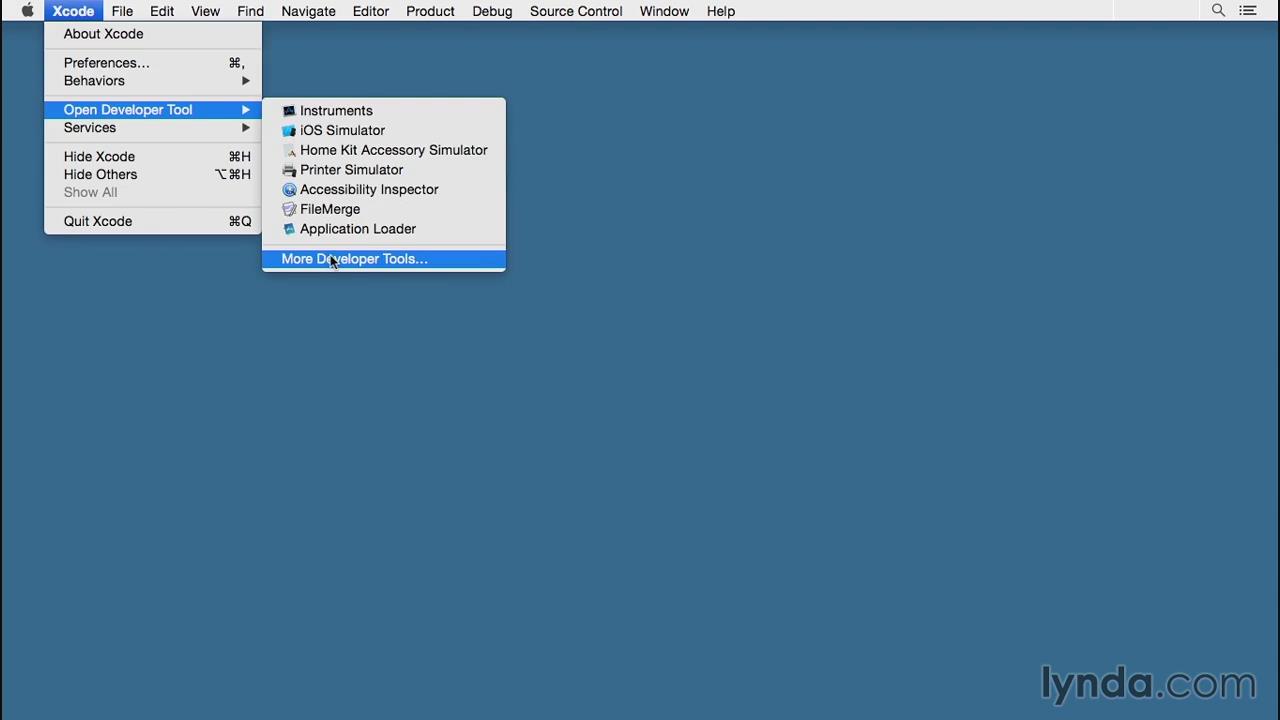 Xcode File Edit View Find Navigate Editor Product Debug Source Control Window Help
About Xcode
Preferences... ⌘,
Behaviors
Open Developer Tool
Services
Hide Xcode ⌘H
Hide Others ⌥⌘H
Show All
Quit Xcode ⌘Q
Instruments
iOS Simulator
Home Kit Accessory Simulator
Printer Simulator
Accessibility Inspector
FileMerge
Application Loader
More Developer Tools...
lynda.com